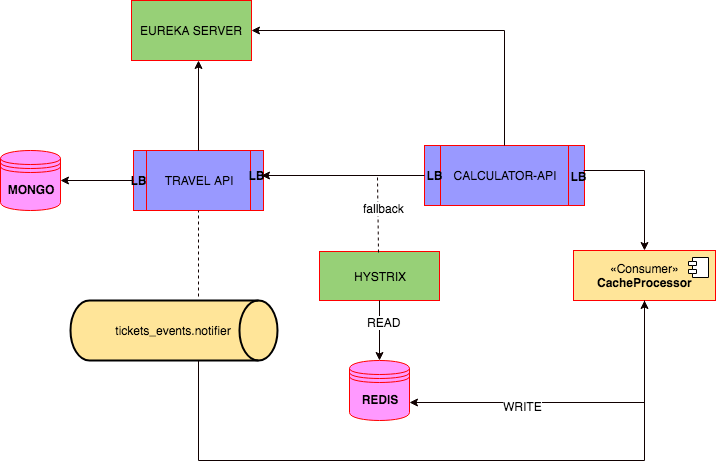 EUREKA SERVER
LB
TRAVEL API
LB
LB
CALCULATOR-API
LB
MONGO
fallback
HYSTRIX
«Consumer»
CacheProcessor
tickets_events.notifier
READ
REDIS
WRITE